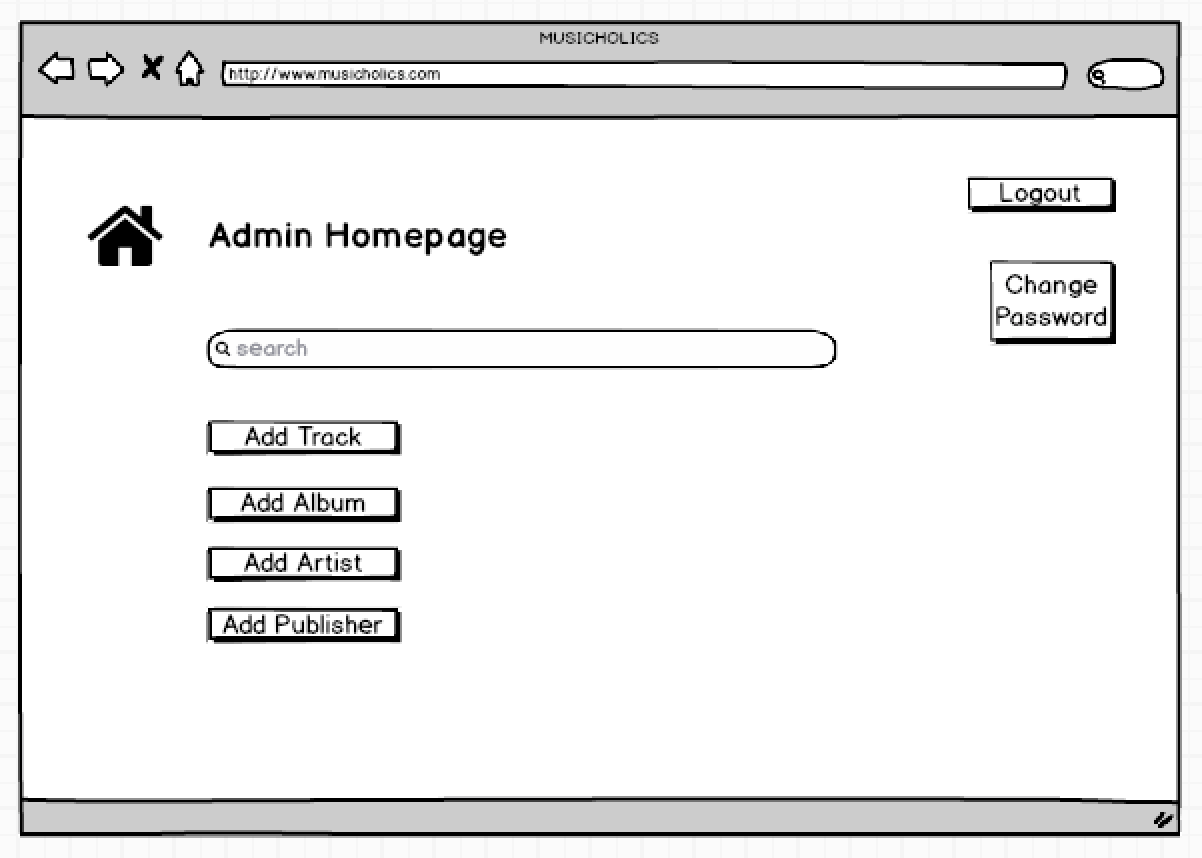 MUSICHOLICS
http://www.musicholics.com
Logout
Admin Homepage
Change
Password
search
Add Track
Add Album
Add Artist
Add Publisher